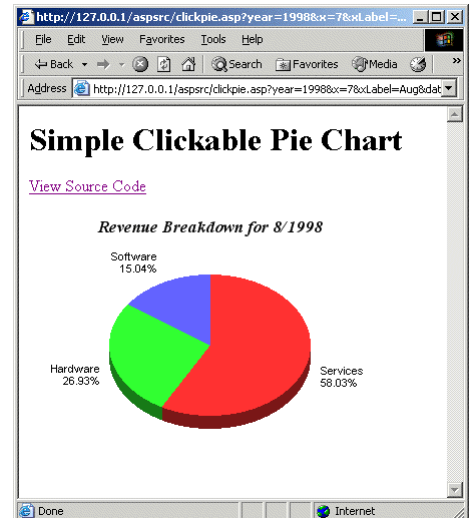 http://127.0.0.1/aspsrc/clickpie.asp?year=1998&x=7&xLabel=...
File Edit View Favorites Tools Help
Back Search Favorites Media »
Address http://127.0.0.1/aspsrc/clickpie.asp?year=1998&x=7&xLabel=Aug&dat
Simple Clickable Pie Chart
View Source Code
Revenue Breakdown for 8/1998
Software
15.04%
Hardware
26.93%
Services
58.03%
Done Internet